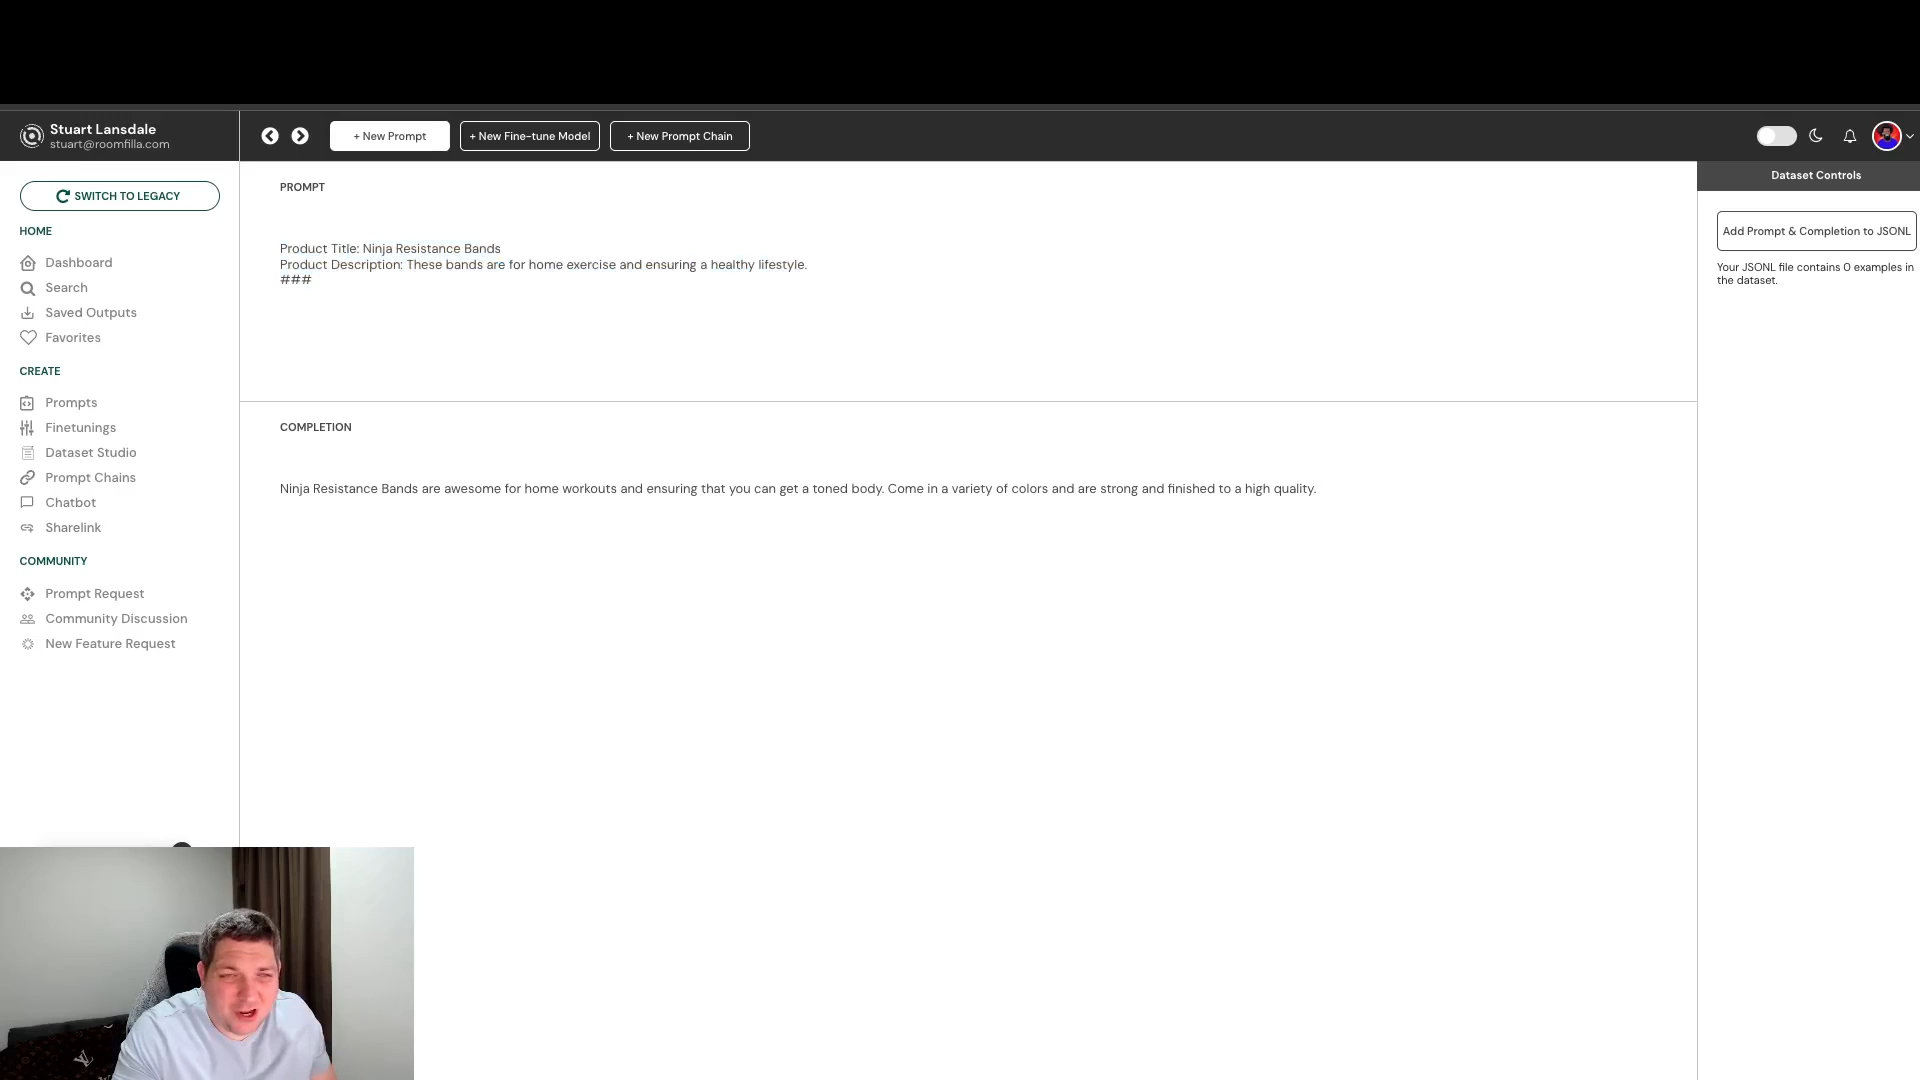 Stuart Lansdale
stuart@roomfilla.com
+ New Prompt
+ New Fine-tune Model
+ New Prompt Chain
SWITCH TO LEGACY
HOME
Dashboard
Search
Saved Outputs
Favorites
CREATE
Prompts
Finetunings
Dataset Studio
Prompt Chains
Chatbot
Sharelink
COMMUNITY
Prompt Request
Community Discussion
New Feature Request
PROMPT
Product Title: Ninja Resistance Bands
Product Description: These bands are for home exercise and ensuring a healthy lifestyle.
###
COMPLETION
Ninja Resistance Bands are awesome for home workouts and ensuring that you can get a toned body. Come in a variety of colors and are strong and finished to a high quality.
Dataset Controls
Add Prompt & Completion to JSONL
Your JSONL file contains 0 examples in
the dataset.